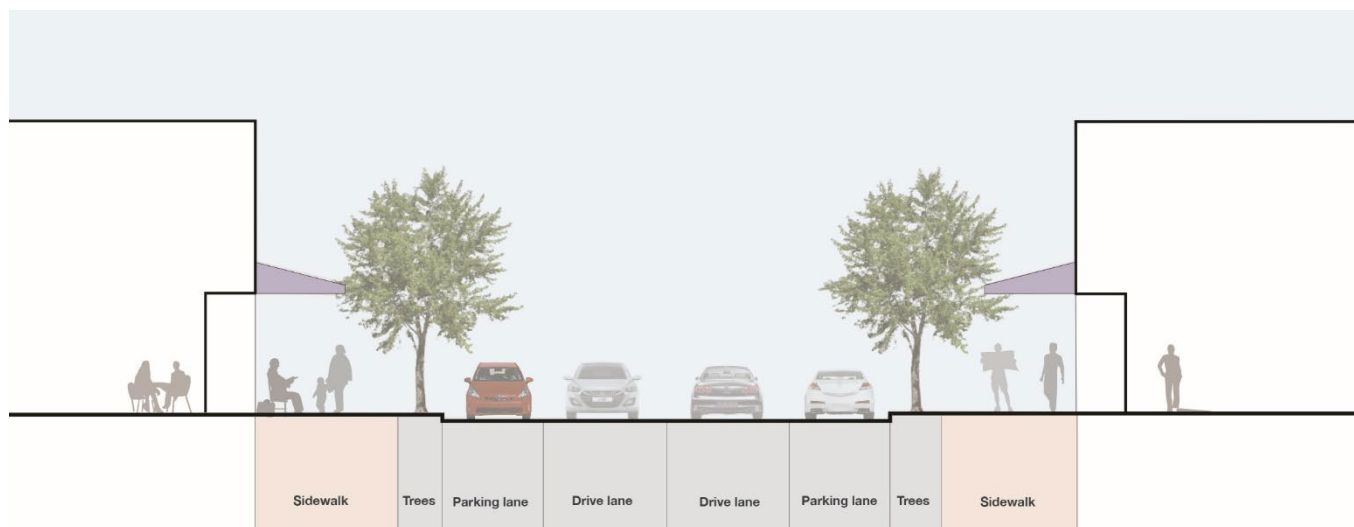 Sidewalk
Trees
Parking lane
Drive lane
Drive lane
Parking lane
Trees
Sidewalk